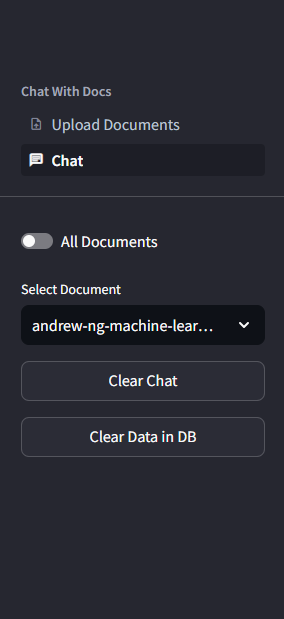 Chat With Docs
Upload Documents
Chat
All Documents
Select Document
andrew-ng-machine-lear...
Clear Chat
Clear Data in DB